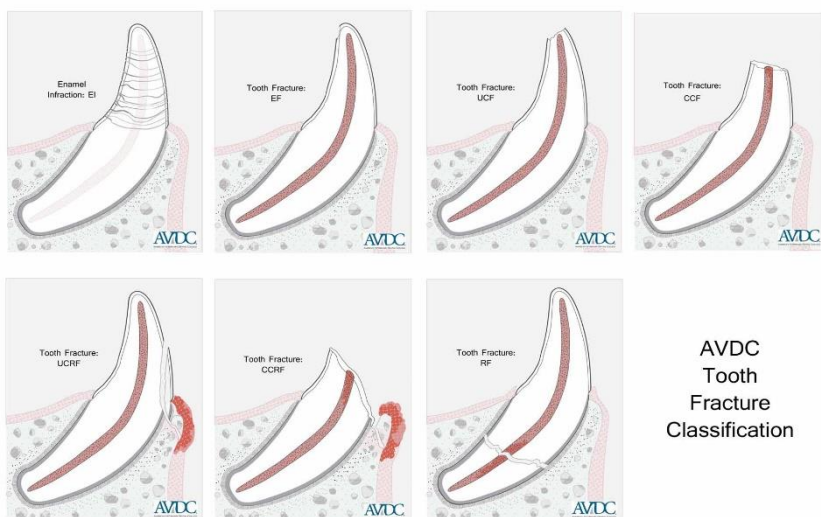 Enamel
Infraction: EI
AVDC
Tooth Fracture:
EF
AVDC
Tooth Fracture:
UCF
AVDC
Tooth Fracture:
CCF
AVDC
Tooth Fracture:
UCRF
AVDC
Tooth Fracture:
CCRF
AVDC
Tooth Fracture:
RF
AVDC
AVDC
Tooth
Fracture
Classification